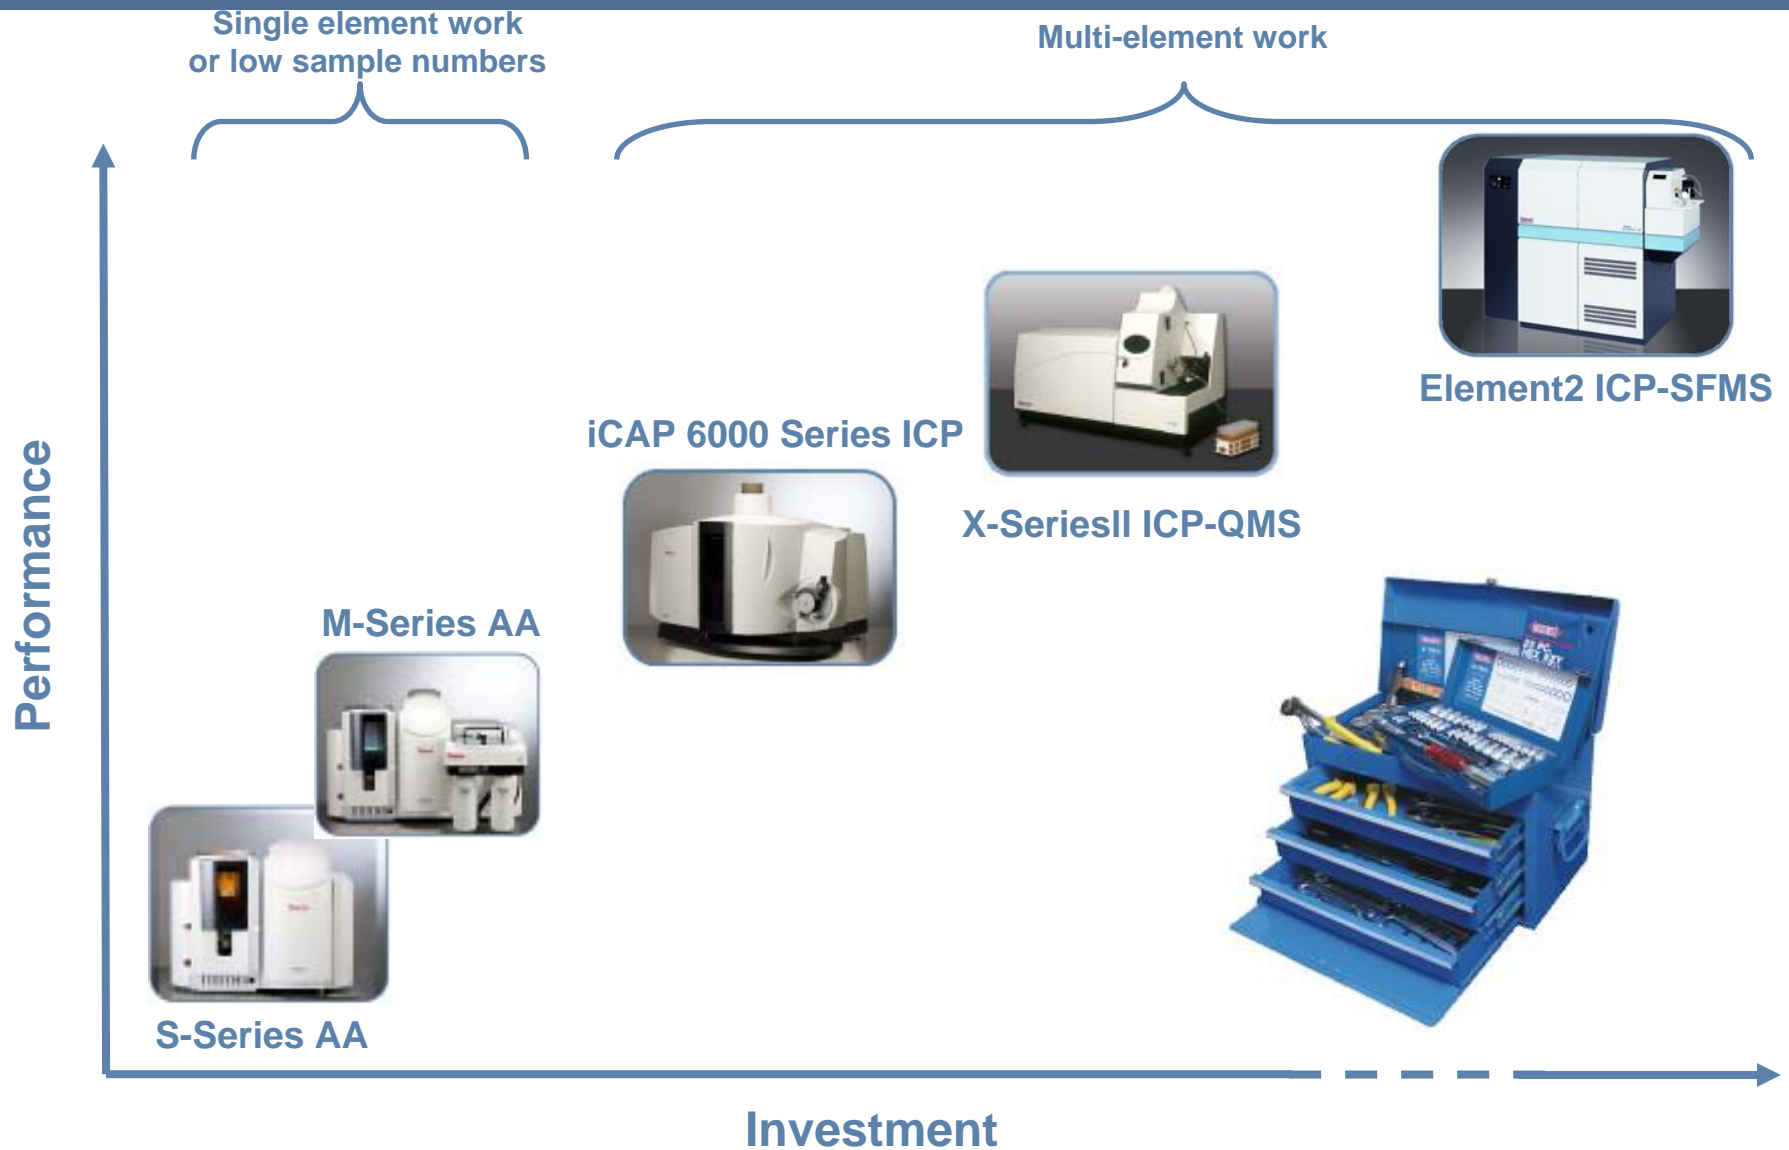 Single element work
or low sample numbers
Multi-element work
Performance
Element2 ICP-SFMS
iCAP 6000 Series ICP
X-SeriesII ICP-QMS
M-Series AA
S-Series AA
Investment